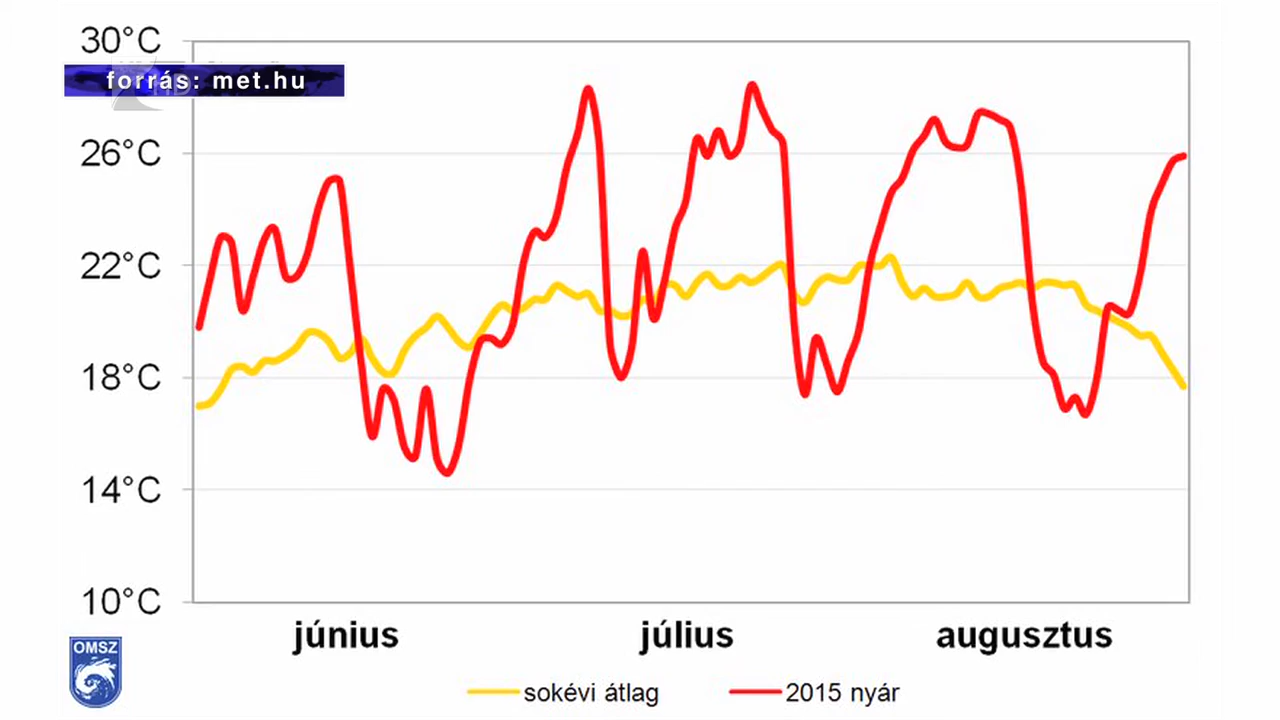 30°C
forrás: met.hu
26°C
22°C
18°C
14°C
10°C
június július augusztus
OMSZ
sokévi átlag 2015 nyár